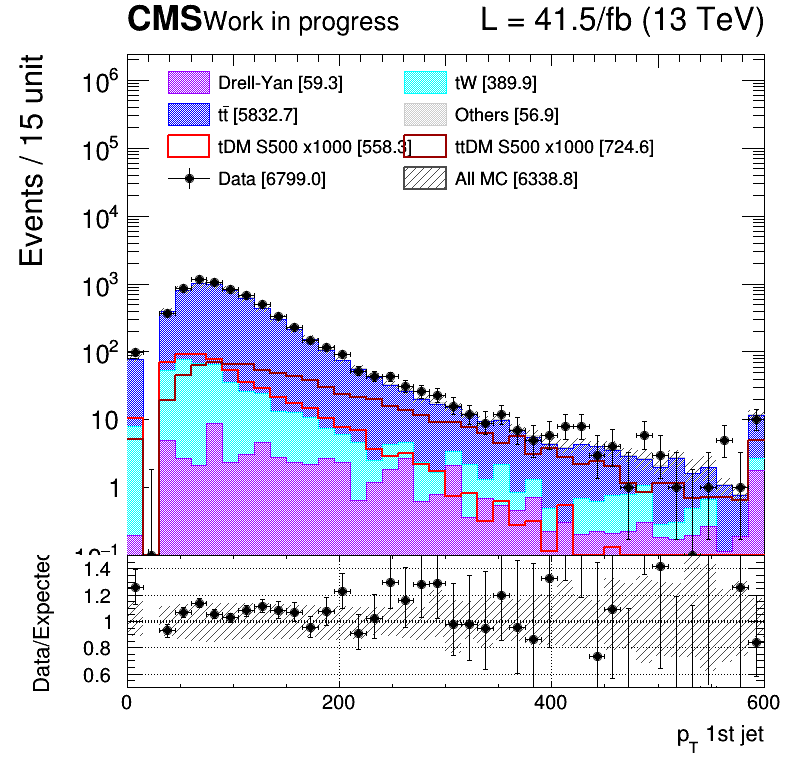 CMS Work in progress L = 41.5/fb (13 TeV)
Events / 15 unit
10⁶
10⁵
10⁴
10³
10²
10
1
10⁻¹
Drell-Yan [59.3] tW [389.9]
tt̄ [5832.7] Others [56.9]
tDM S500 x1000 [558.3] ttDM S500 x1000 [724.6]
Data [6799.0] All MC [6338.8]
Data/Expected
1.4
1.2
1
0.8
0.6
0 200 400 600
p_T 1st jet